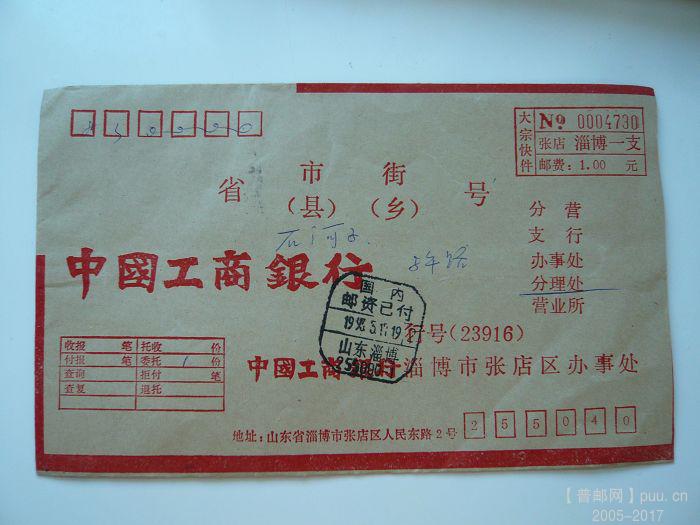 大宗快件
No 0004730
张店 淄博一支
邮费：1.00 元
省 市 街 号
（县）（乡）
石河子
分营
支行
办事处
分理处
营业所
中國工商銀行
国内
邮资已付
山东淄博
行号(23916)
中國工商銀行淄博市张店区办事处
收报 笔 托收 份
付报 笔 委托 1 份
查询 拒付 笔
查复 退托
地址：山东省淄博市张店区人民东路2号
255040
【普邮网】puu.cn
2005-2017